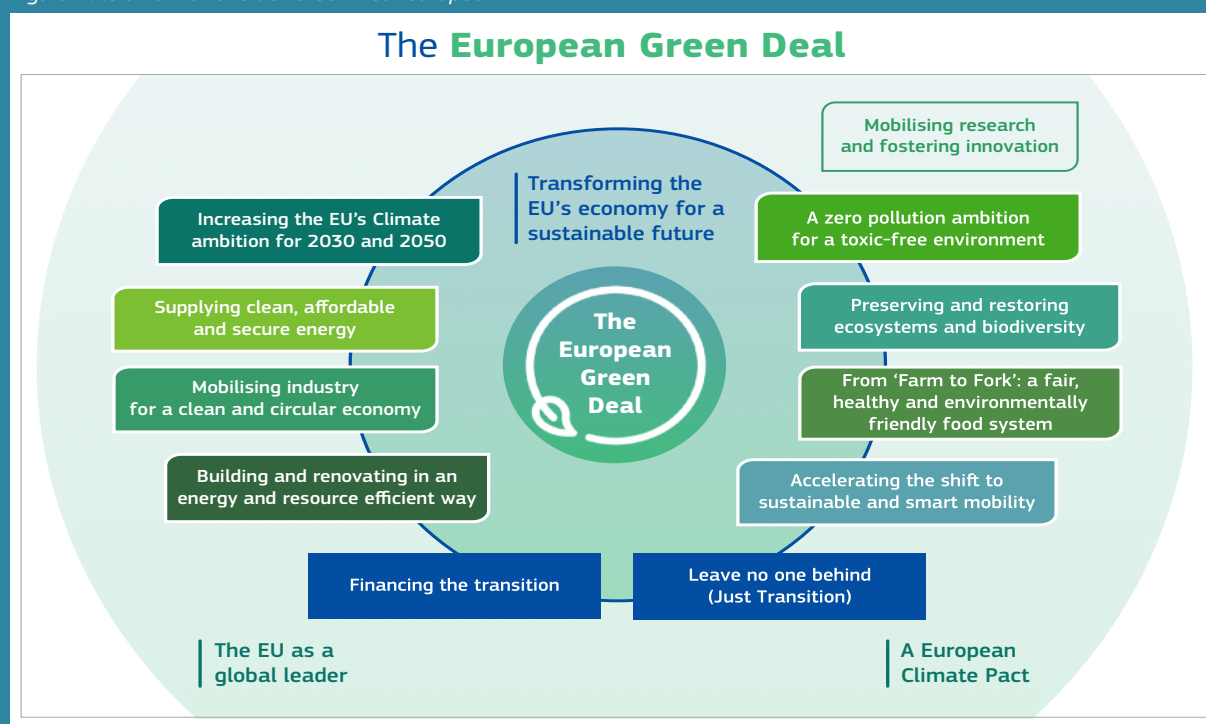 The European Green Deal
Mobilising research
and fostering innovation
Transforming the
EU's economy for a
sustainable future
Increasing the EU's Climate
ambition for 2030 and 2050
A zero pollution ambition
for a toxic-free environment
Supplying clean, affordable
and secure energy
Preserving and restoring
ecosystems and biodiversity
The
European
Green
Deal
Mobilising industry
for a clean and circular economy
From ‘Farm to Fork’: a fair,
healthy and environmentally
friendly food system
Building and renovating in an
energy and resource efficient way
Accelerating the shift to
sustainable and smart mobility
Financing the transition
Leave no one behind
(Just Transition)
The EU as a
global leader
A European
Climate Pact